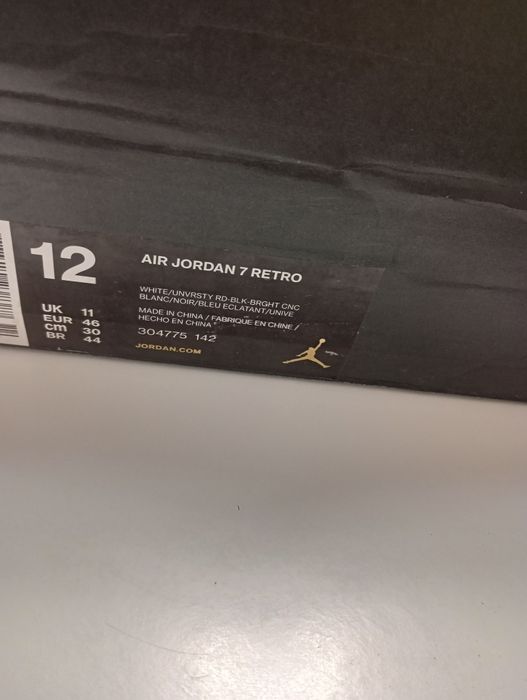 12
AIR JORDAN 7 RETRO
WHITE/UNVRSTY RD-BLK-BRGHT CNC
BLANC/NOIR/BLEU ECLATANT/UNIVE
MADE IN CHINA / FABRIQUE EN CHINE /
HECHO EN CHINA
304775 142
JORDAN.COM
UK 11
EUR 46
cm 30
BR 44